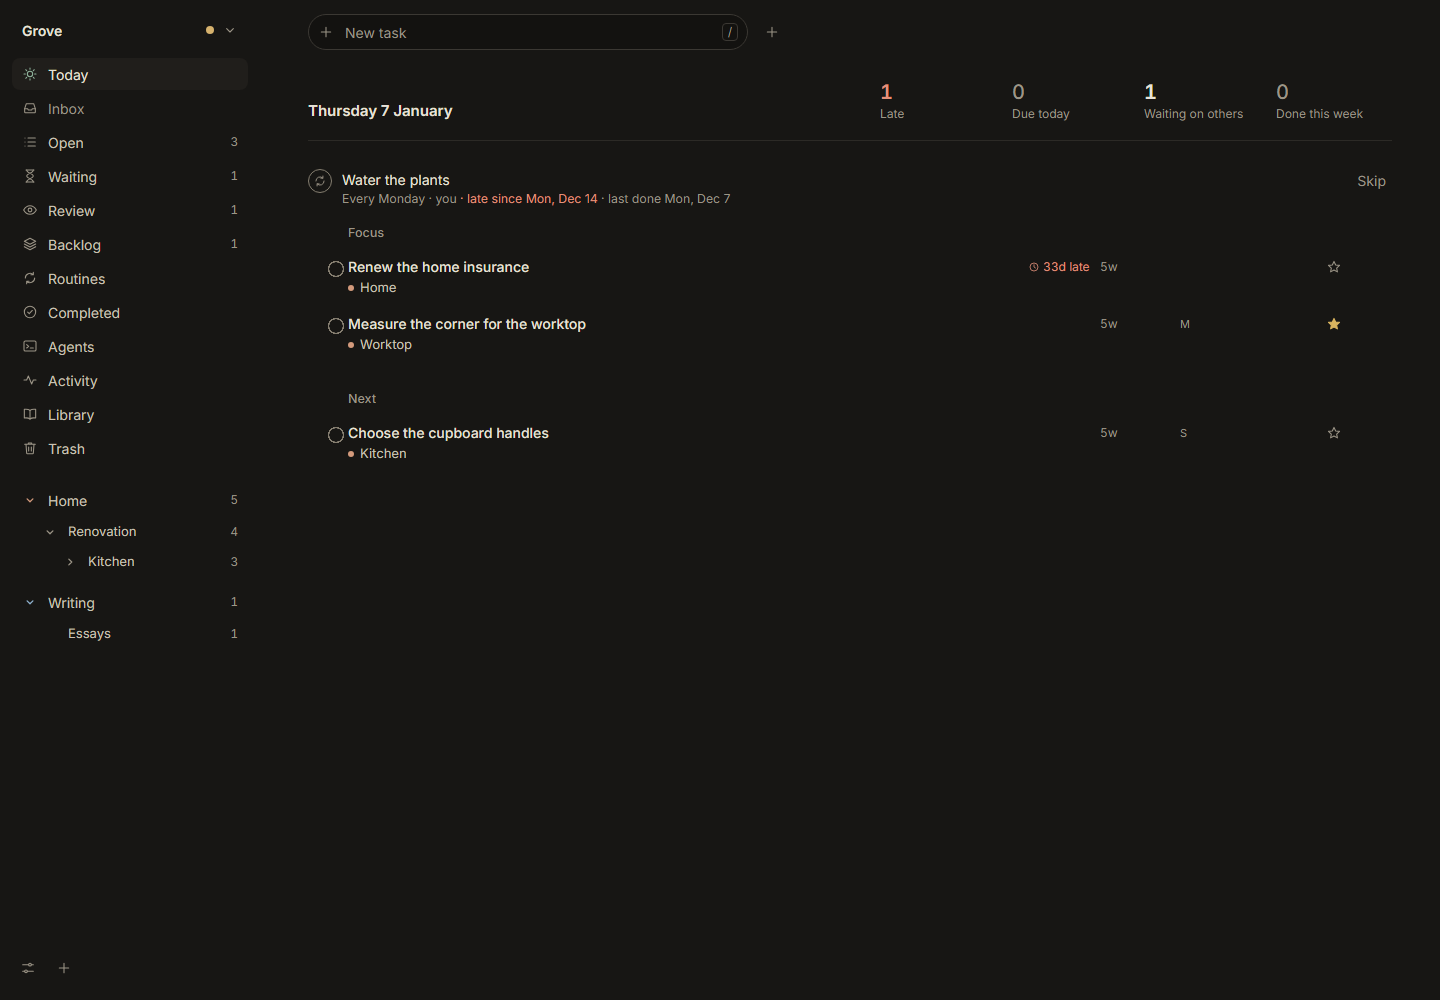 Grove
Today
Inbox
Open 3
Waiting 1
Review 1
Backlog 1
Routines
Completed
Agents
Activity
Library
Trash
Home 5
Renovation 4
Kitchen 3
Writing 1
Essays 1
New task /
Thursday 7 January
1 Late
0 Due today
1 Waiting on others
0 Done this week
Water the plants
Skip
Every Monday · you · late since Mon, Dec 14 · last done Mon, Dec 7
Focus
Renew the home insurance 33d late 5w
Home
Measure the corner for the worktop 5w M
Worktop
Next
Choose the cupboard handles 5w S
Kitchen